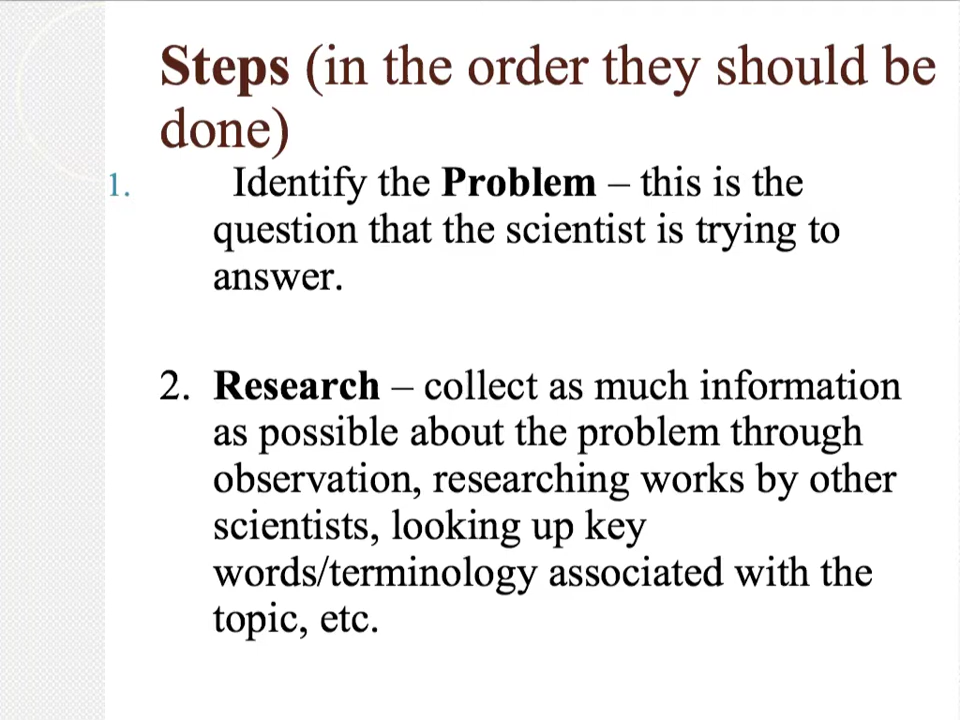 Steps (in the order they should be
done)
1. Identify the Problem – this is the
question that the scientist is trying to
answer.
2. Research – collect as much information
as possible about the problem through
observation, researching works by other
scientists, looking up key
words/terminology associated with the
topic, etc.